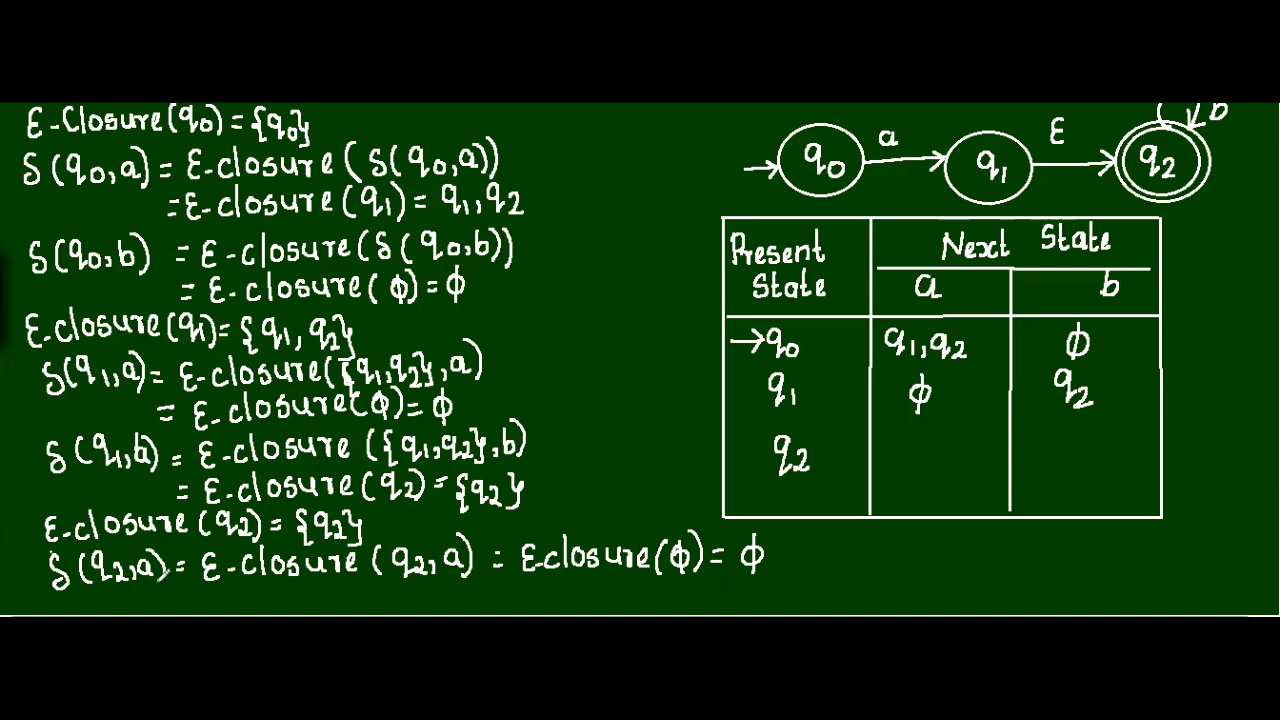 ε-Closure(q0) = {q0}
δ(q0,a) = ε-closure(δ(q0,a))
=ε-closure(q1) = q1,q2
δ(q0,b) = ε-closure(δ(q0,b))
= ε-closure(ϕ) = ϕ
ε-closure(q1) = {q1, q2}
δ(q1,a) = ε-closure({q1,q2},a)
= ε-closure(ϕ) = ϕ
δ(q1,b) = ε-closure({q1,q2},b)
= ε-closure(q2) = {q2}
ε-closure(q2) = {q2}
δ(q2,a) = ε-closure(q2,a) = ε-closure(ϕ) = ϕ
a ε b
q0 q1 q2
Present Next State
State a b
→q0 q1,q2 ϕ
q1 ϕ q2
q2